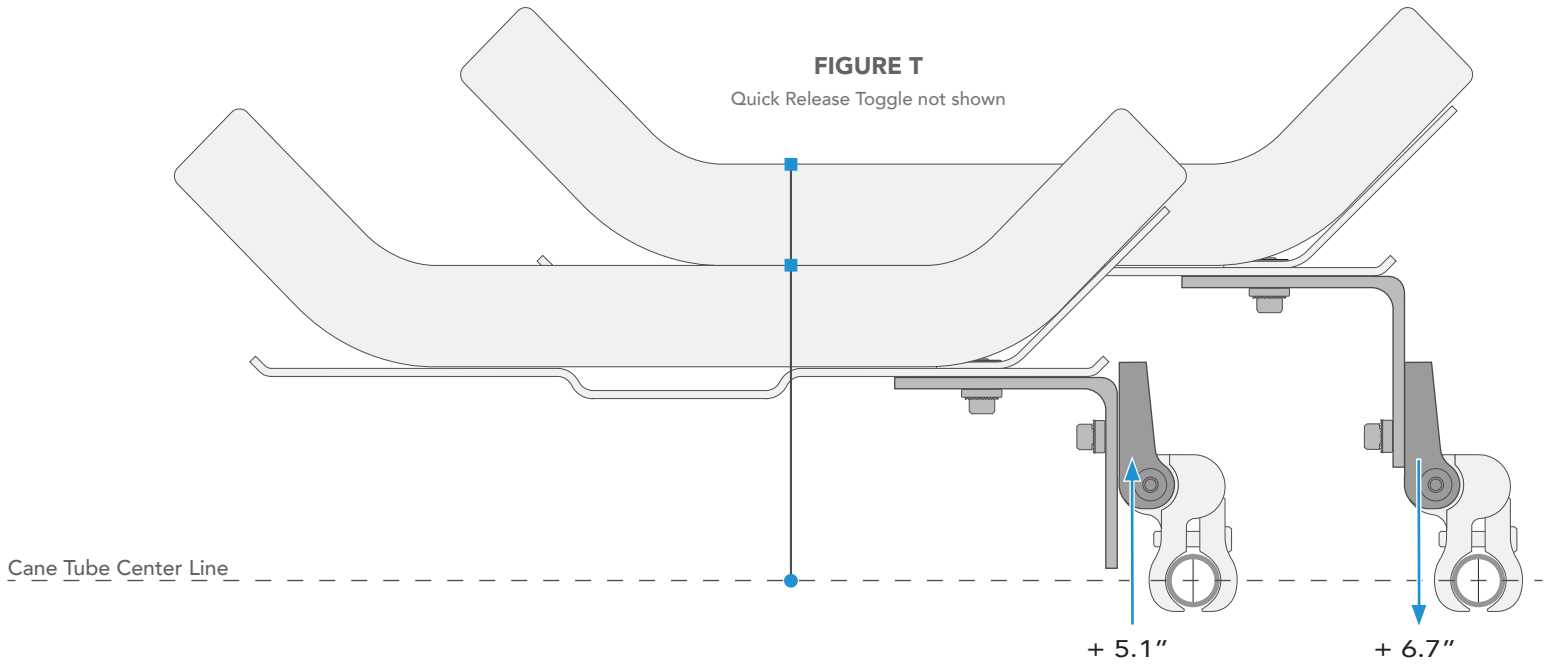 FIGURE T
Quick Release Toggle not shown
Cane Tube Center Line
+ 5.1”
+ 6.7”